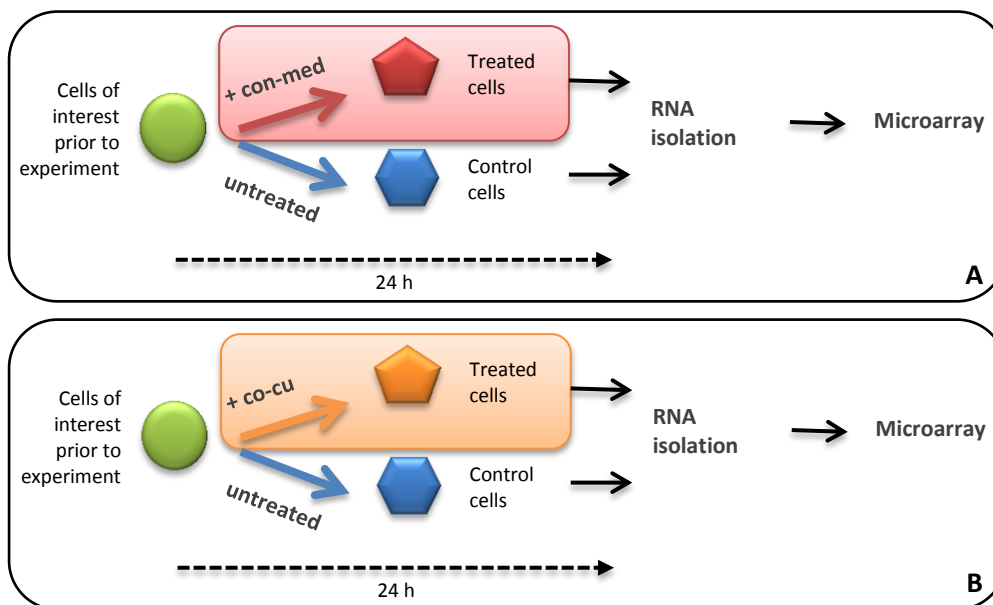 Cells of
interest
prior to
experiment
+ con-med
untreated
Treated
cells
Control
cells
RNA
isolation
Microarray
24 h
A
Cells of
interest
prior to
experiment
+ co-cu
untreated
Treated
cells
Control
cells
RNA
isolation
Microarray
24 h
B